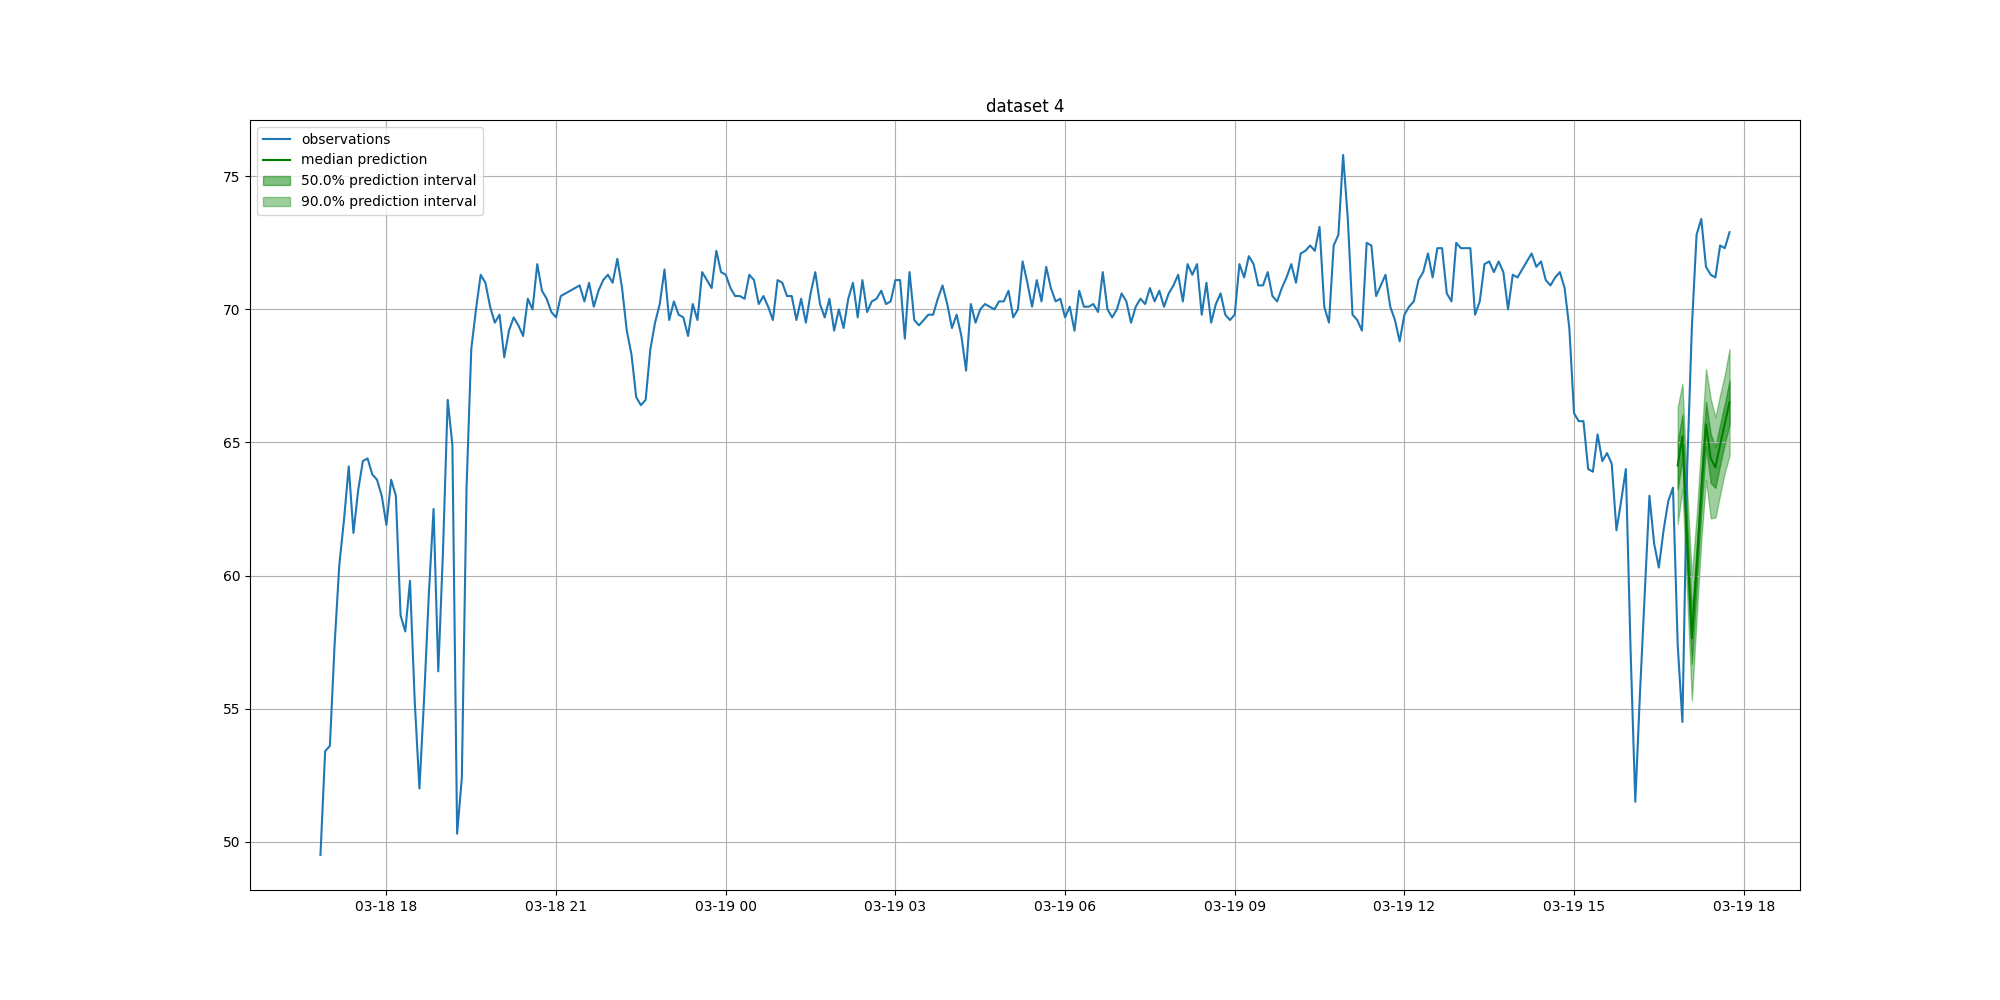 dataset 4
observations
median prediction
50.0% prediction interval
90.0% prediction interval
75
70
65
60
55
50
03-18 18 03-18 21 03-19 00 03-19 03 03-19 06 03-19 09 03-19 12 03-19 15 03-19 18